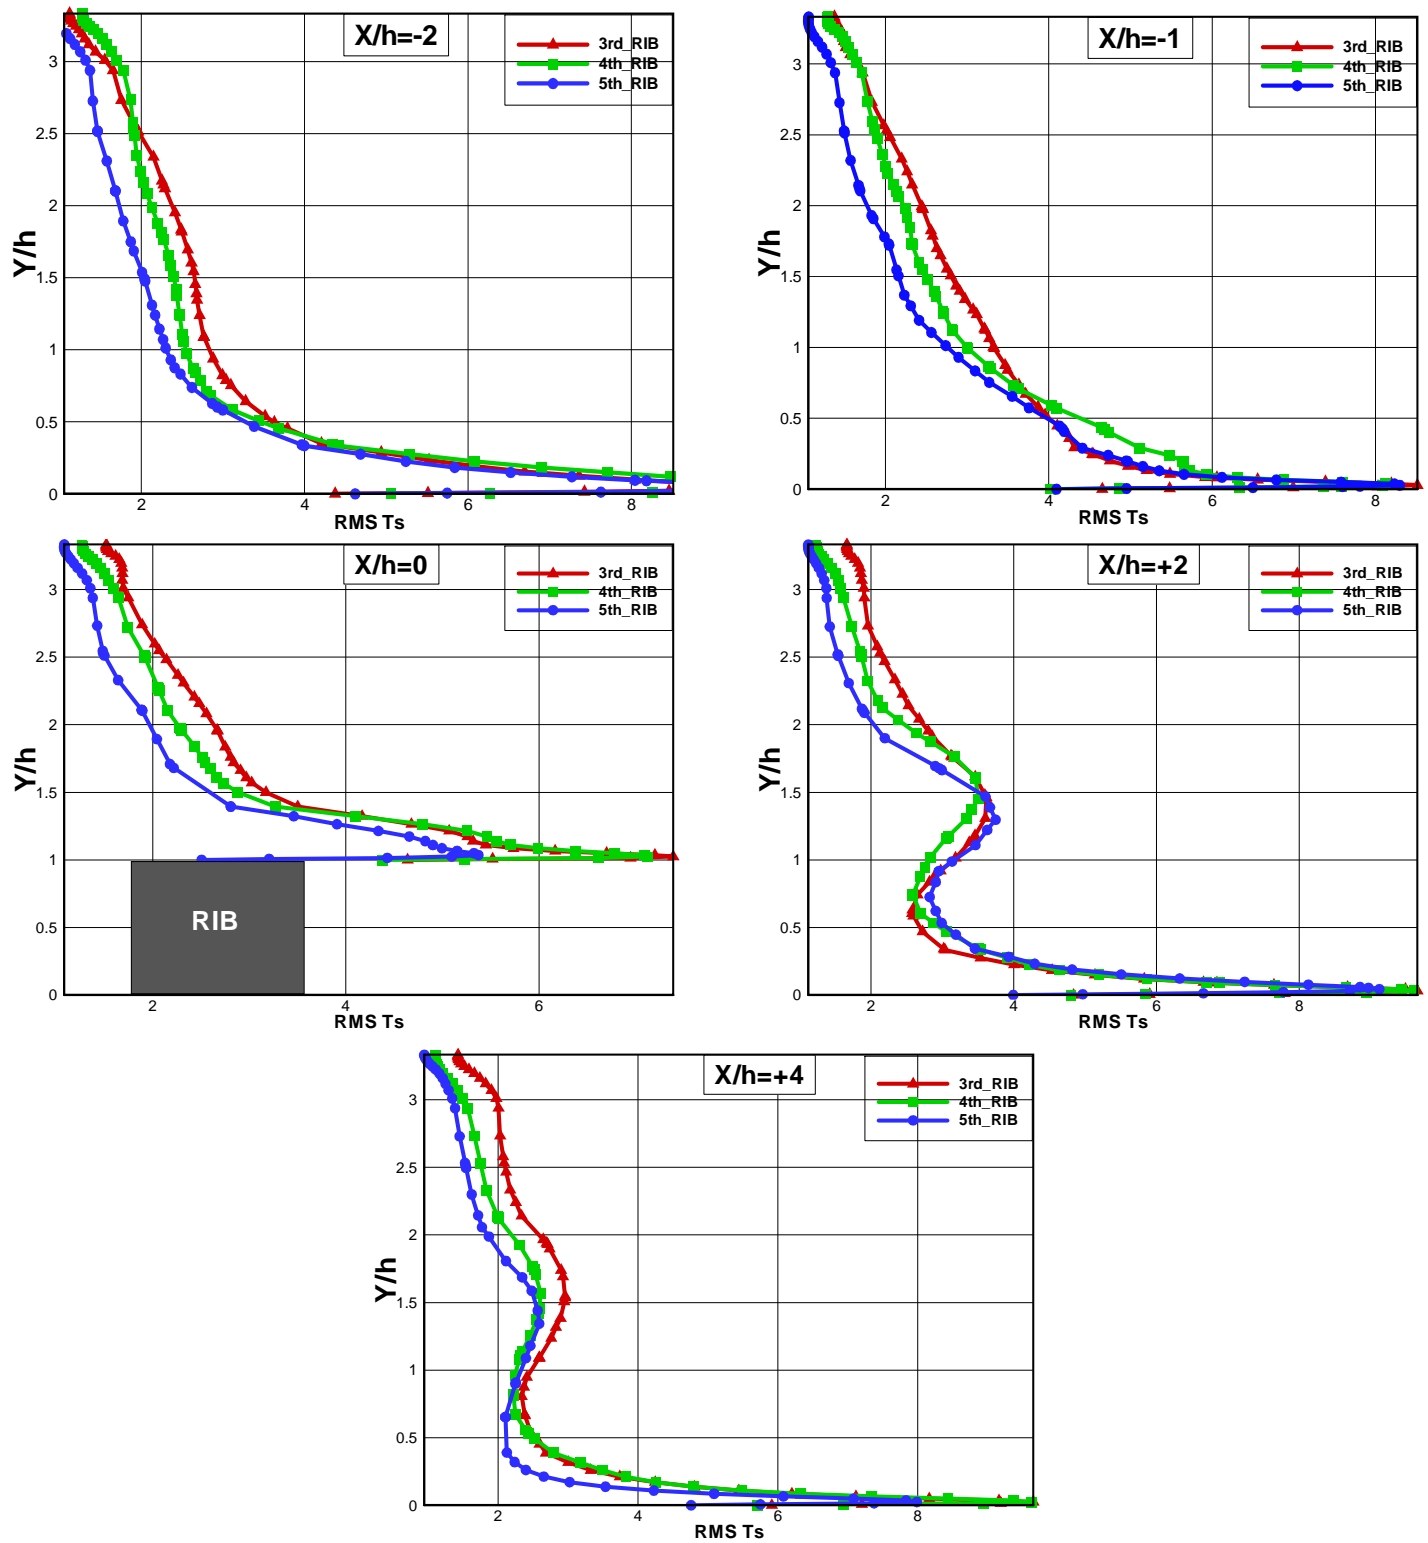 X/h=-2
3rd_RIB
4th_RIB
5th_RIB
Y/h
3
2.5
2
1.5
1
0.5
0
2 4 6 8
RMS Ts
X/h=-1
3rd_RIB
4th_RIB
5th_RIB
Y/h
3
2.5
2
1.5
1
0.5
0
2 4 6 8
RMS Ts
X/h=0
3rd_RIB
4th_RIB
5th_RIB
Y/h
3
2.5
2
1.5
1
0.5
0
RIB
2 4 6
RMS Ts
X/h=+2
3rd_RIB
4th_RIB
5th_RIB
Y/h
3
2.5
2
1.5
1
0.5
0
2 4 6 8
RMS Ts
X/h=+4
3rd_RIB
4th_RIB
5th_RIB
Y/h
3
2.5
2
1.5
1
0.5
0
2 4 6 8
RMS Ts